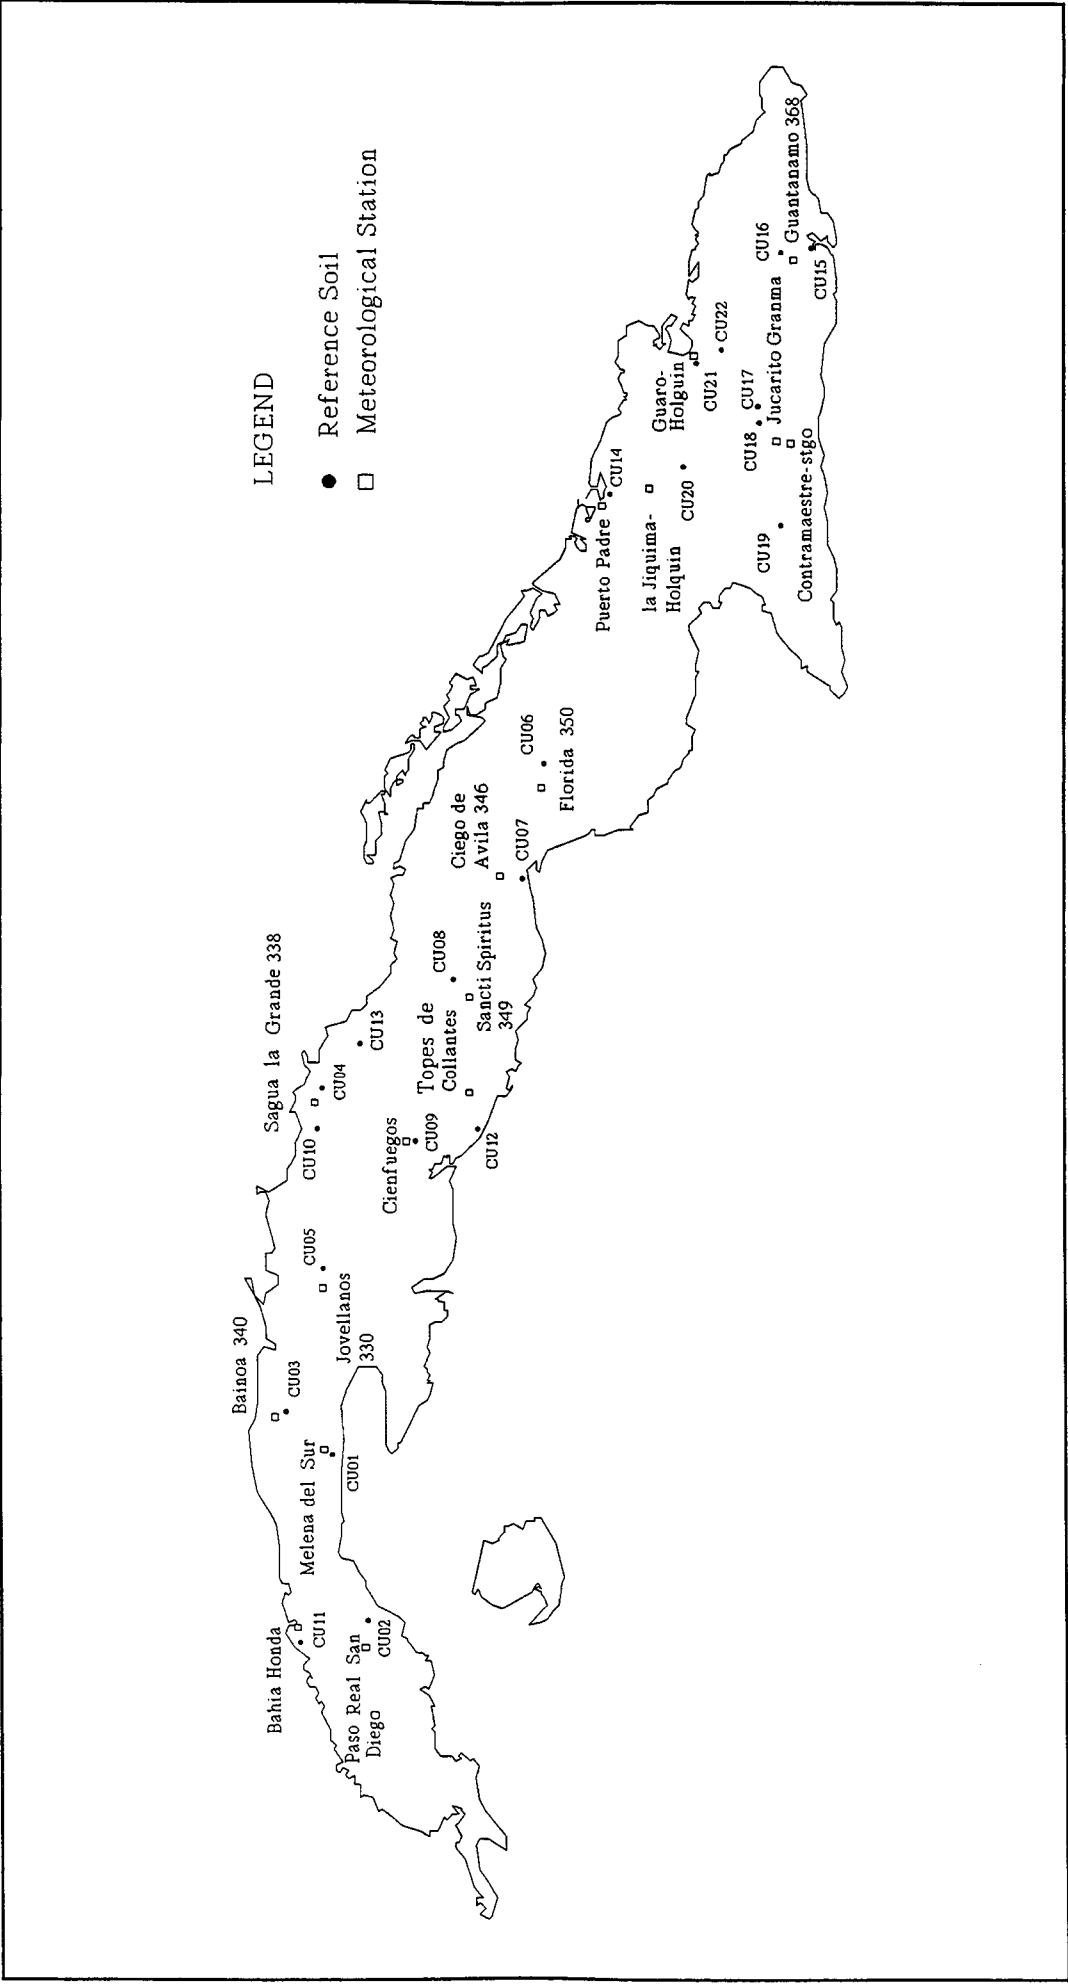 LEGEND
Reference Soil
Meteorological Station
Bahia Honda
CU11
Paso Real San
Diego
CU02
Melena del Sur
CU01
Bainoa 340
CU03
Jovellanos
330
CU05
Sagua la Grande 338
CU10
CU04
CU13
Cienfuegos
CU09
CU12
Topes de
Collantes
CU08
Sancti Spiritus
349
Ciego de
Avila 346
CU07
CU06
Florida 350
Puerto Padre
CU14
la Jiquima-
Holquin
CU20
Guaro-
Holguin
CU21
CU22
CU19
CU18
CU17
Jucarito Granma
Contramaestre-stgo
CU16
Guantanamo 368
CU15